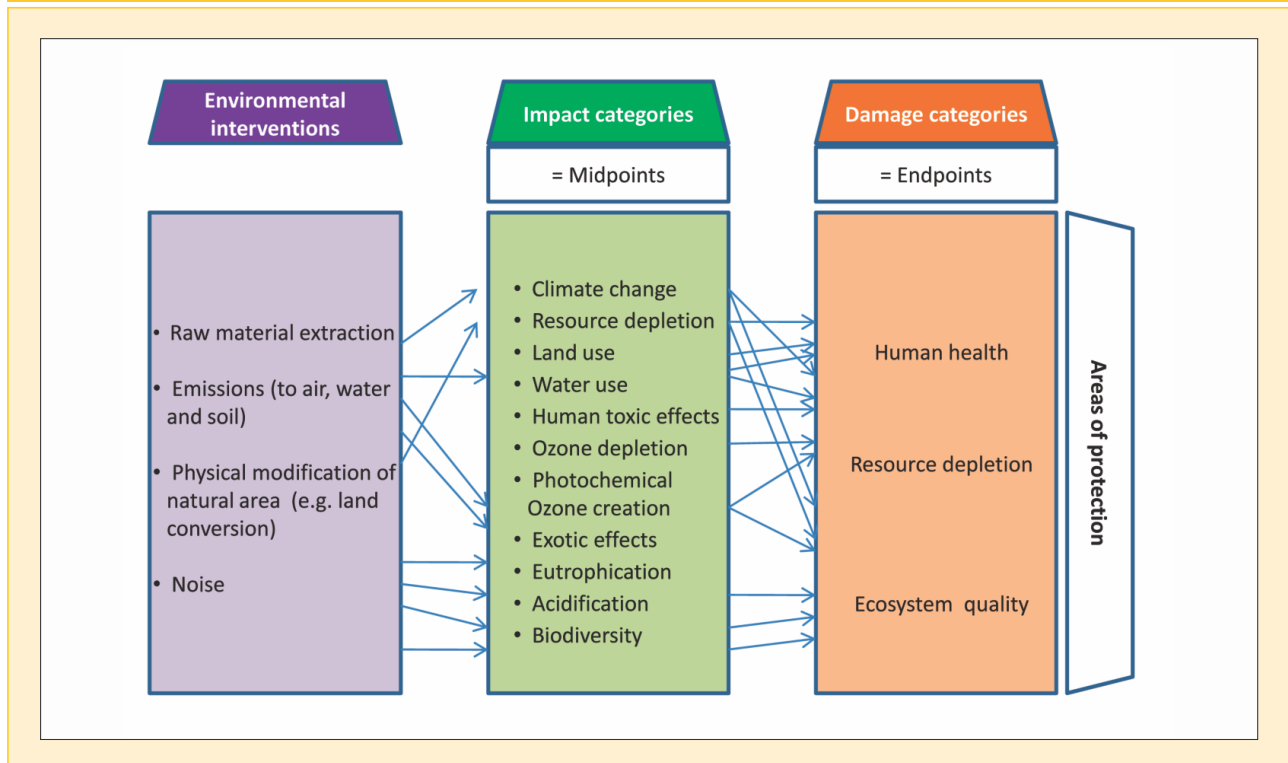 Environmental
interventions
Impact categories
= Midpoints
Damage categories
= Endpoints
• Raw material extraction
• Emissions (to air, water
and soil)
• Physical modification of
natural area (e.g. land
conversion)
• Noise
• Climate change
• Resource depletion
• Land use
• Water use
• Human toxic effects
• Ozone depletion
• Photochemical
Ozone creation
• Exotic effects
• Eutrophication
• Acidification
• Biodiversity
Human health
Resource depletion
Ecosystem quality
Areas of protection